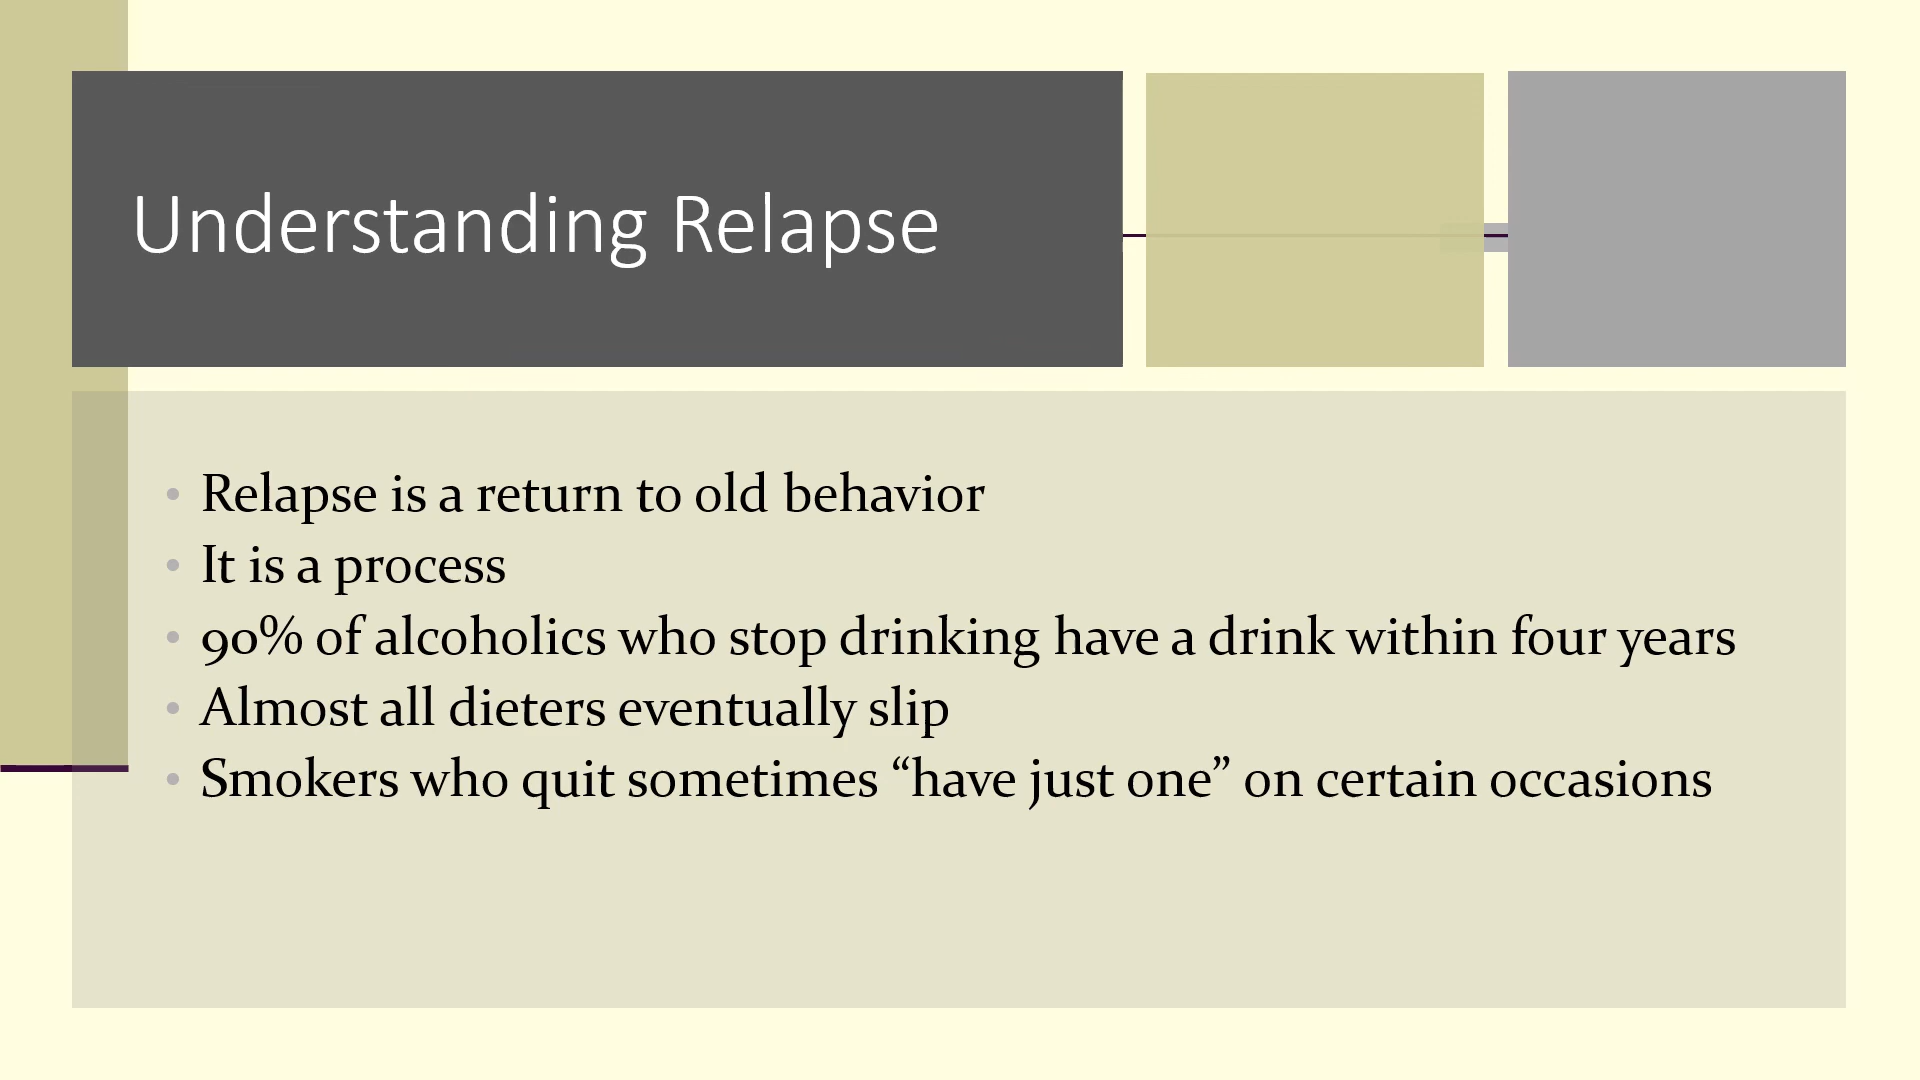 Understanding Relapse
• Relapse is a return to old behavior
• It is a process
• 90% of alcoholics who stop drinking have a drink within four years
• Almost all dieters eventually slip
• Smokers who quit sometimes “have just one” on certain occasions